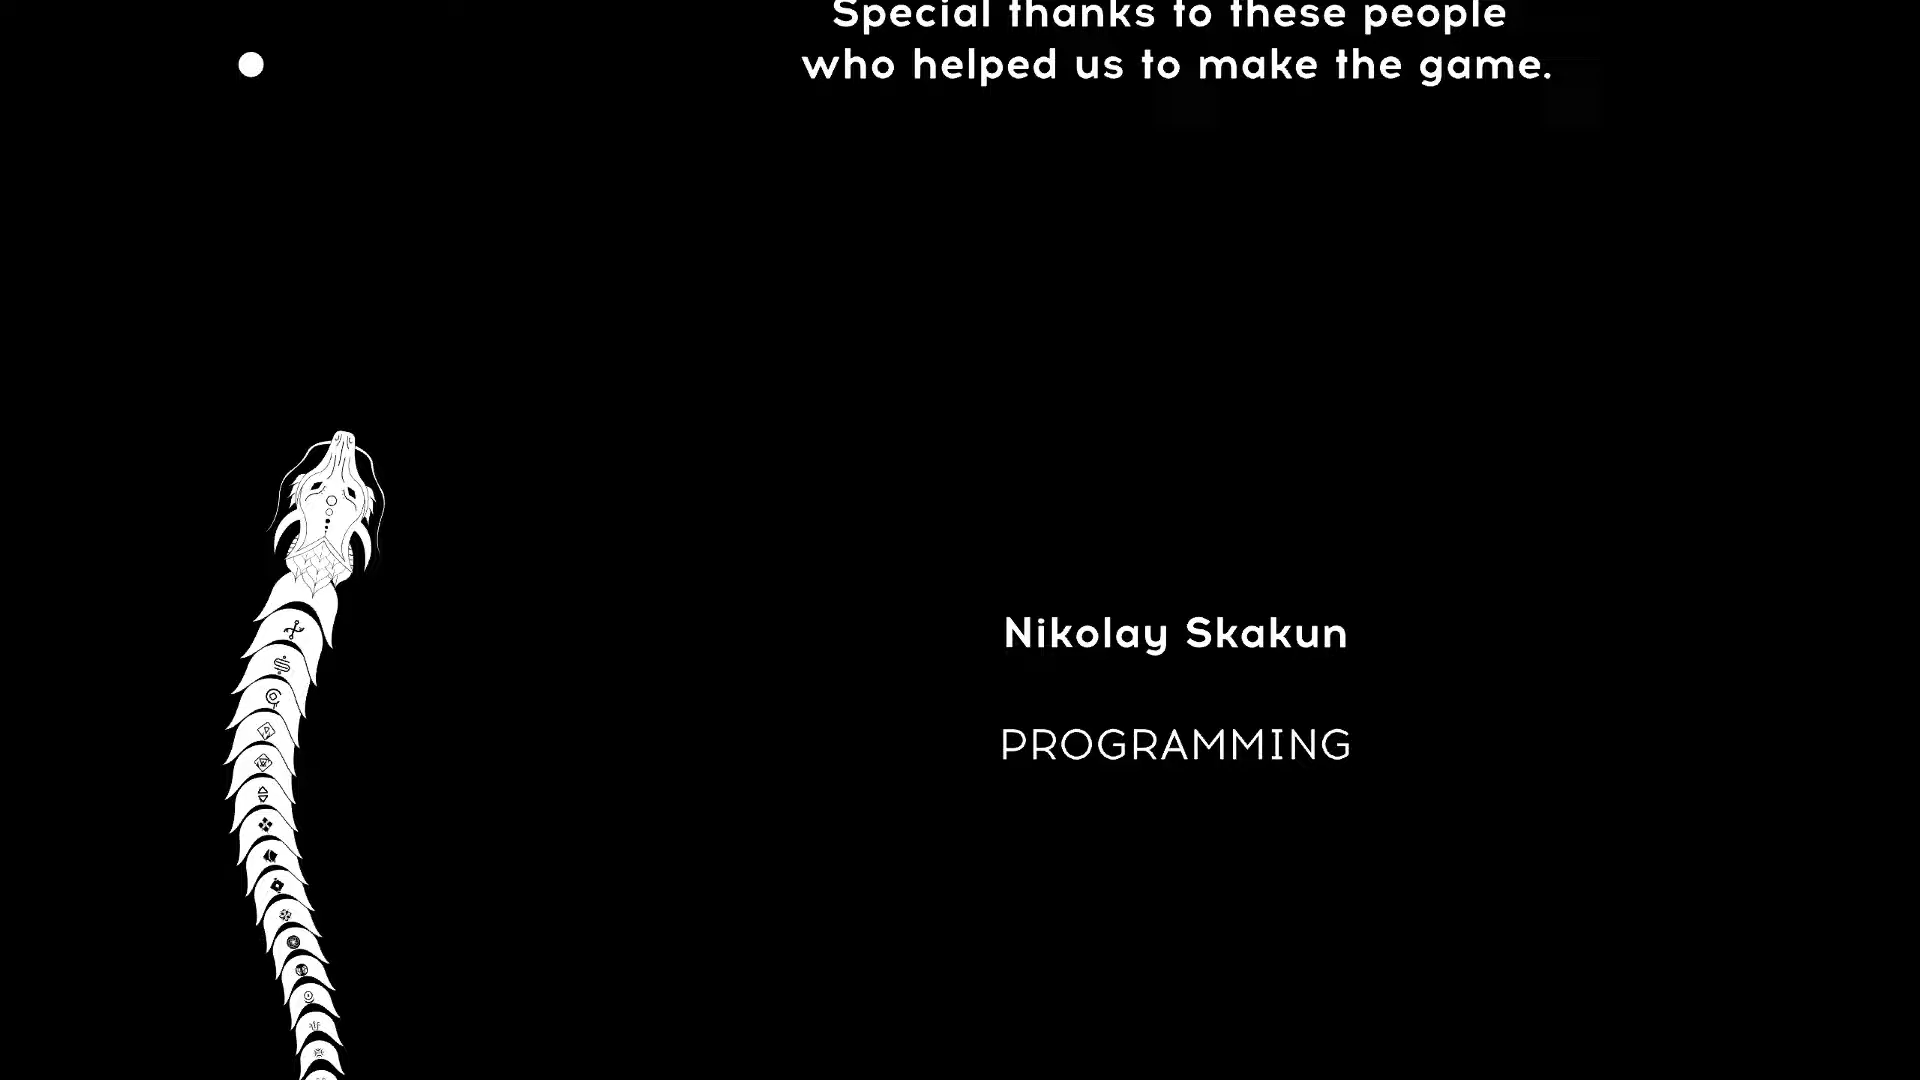 Special thanks to these people
who helped us to make the game.
Nikolay Skakun
PROGRAMMING